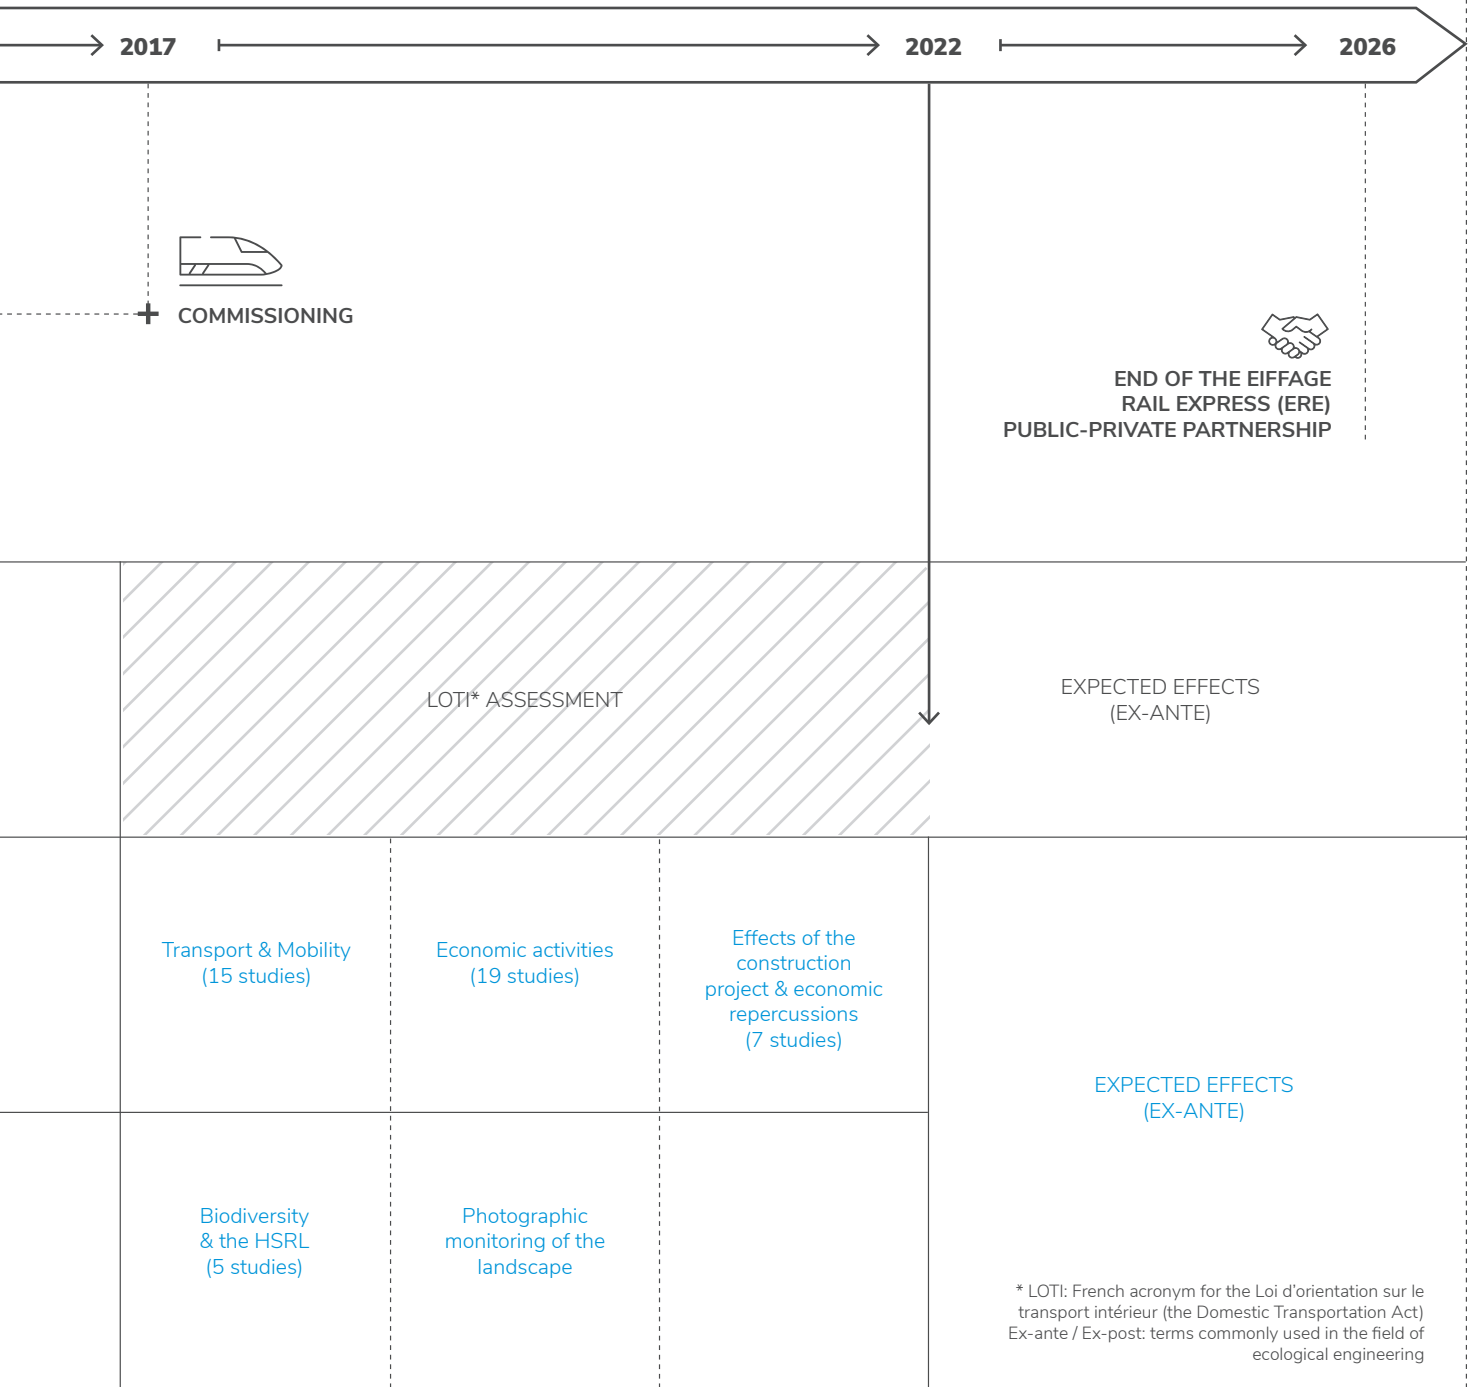 2017
2022
2026
COMMISSIONING
END OF THE EIFFAGE
RAIL EXPRESS (ERE)
PUBLIC-PRIVATE PARTNERSHIP
LOTI* ASSESSMENT
EXPECTED EFFECTS
(EX-ANTE)
Transport & Mobility
(15 studies)
Economic activities
(19 studies)
Effects of the
construction
project & economic
repercussions
(7 studies)
EXPECTED EFFECTS
(EX-ANTE)
Biodiversity
& the HSRL
(5 studies)
Photographic
monitoring of the
landscape
* LOTI: French acronym for the Loi d'orientation sur le
transport intérieur (the Domestic Transportation Act)
Ex-ante / Ex-post: terms commonly used in the field of
ecological engineering